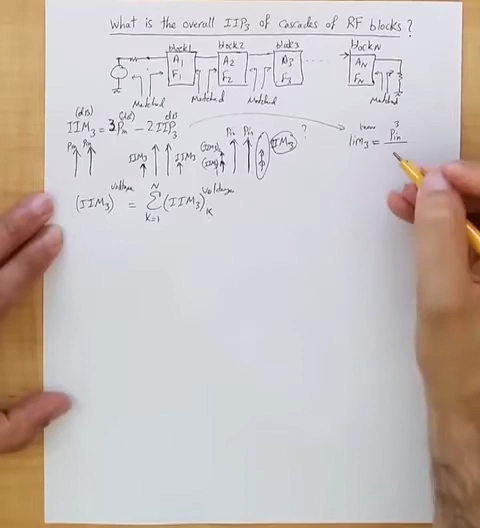 What is the overall IIP3 of cascades of RF blocks?
block1 block2 block3 blockN
A1 A2 A3 ..... AN
F1 F2 F3 FN
Matched Matched Matched Matched
(dB) (dB) dB
IIM3 = 3Pin - 2IIP3
linear
IIM3 = Pin^3
Pin Pin IIM3 IIM3 (IIM3) (IIM3) Pin Pin IIM3 ?
(IIM3)voltage = N∑k=1 (IIM3)k voltages